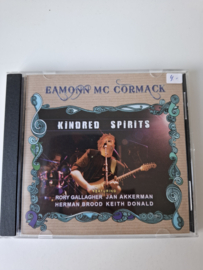 EAMONN MC CORMACK
KINDRED SPIRITS
FEATURING
RORY GALLAGHER JAN AKKERMAN
HERMAN BROOD KEITH DONALD